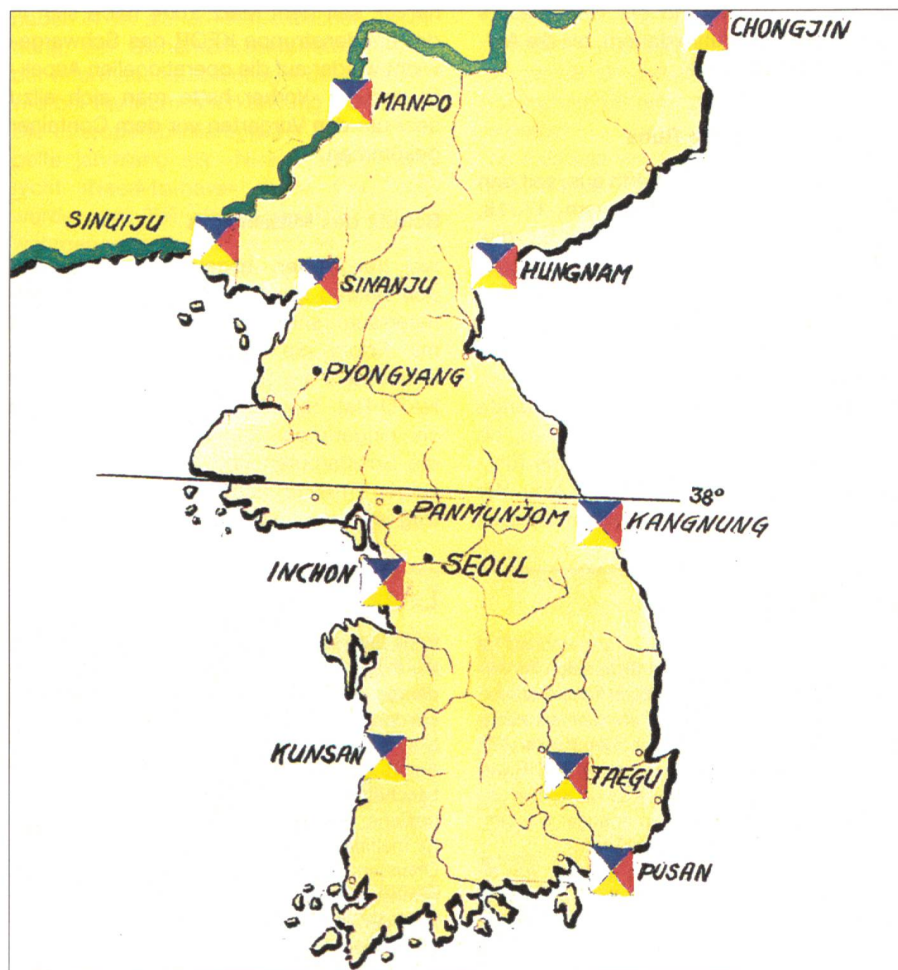 CHONGJIN
MANPO
SINUIJU
SINANJU
HUNGNAM
PYONGYANG
38°
PANMUNJOM
KANGNUNG
INCHON
SEOUL
KUNSAN
TAEGU
PUSAN